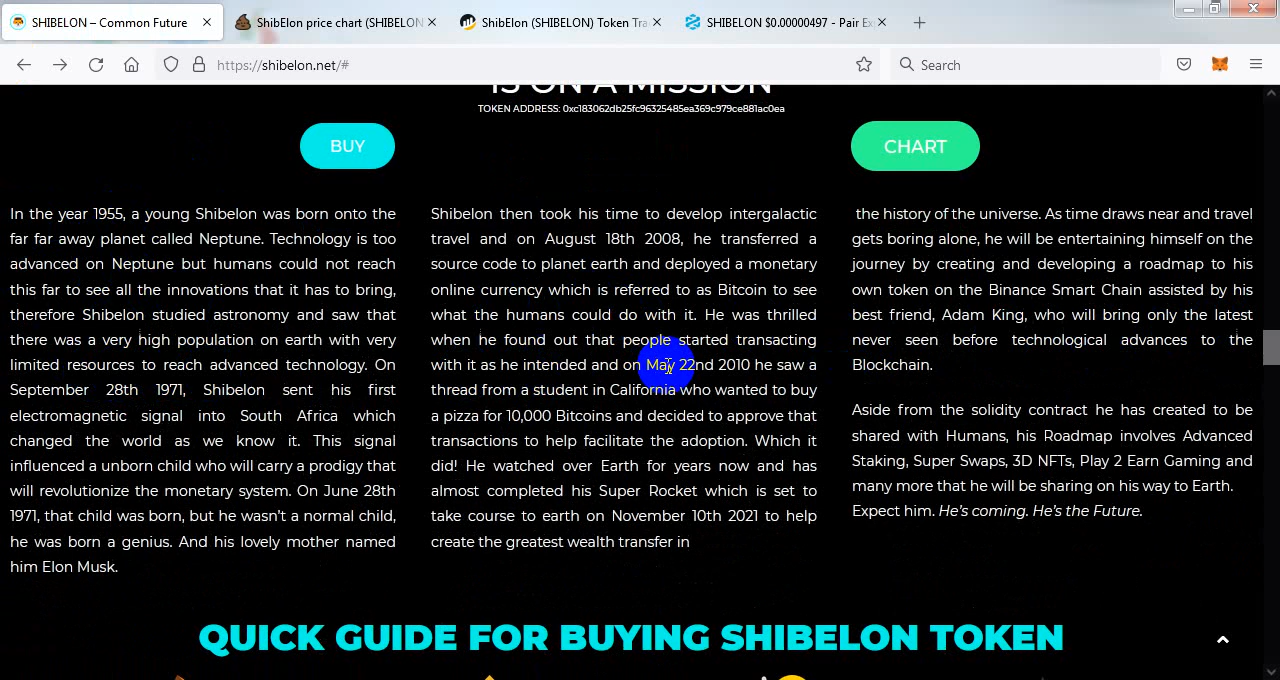 SHIBELON – Common Future
ShibElon price chart (SHIBELON
ShibElon (SHIBELON) Token Tra
SHIBELON $0.00000497 - Pair Ex
https://shibelon.net/#
Search
IS ON A MISSION
TOKEN ADDRESS: 0xc183062db25fc96325485ea369c979ce881ac0ea
BUY
CHART
In the year 1955, a young Shibelon was born onto the
far far away planet called Neptune. Technology is too
advanced on Neptune but humans could not reach
this far to see all the innovations that it has to bring,
therefore Shibelon studied astronomy and saw that
there was a very high population on earth with very
limited resources to reach advanced technology. On
September 28th 1971, Shibelon sent his first
electromagnetic signal into South Africa which
changed the world as we know it. This signal
influenced a unborn child who will carry a prodigy that
will revolutionize the monetary system. On June 28th
1971, that child was born, but he wasn't a normal child,
he was born a genius. And his lovely mother named
him Elon Musk.
Shibelon then took his time to develop intergalactic
travel and on August 18th 2008, he transferred a
source code to planet earth and deployed a monetary
online currency which is referred to as Bitcoin to see
what the humans could do with it. He was thrilled
when he found out that people started transacting
with it as he intended and on May 22nd 2010 he saw a
thread from a student in California who wanted to buy
a pizza for 10,000 Bitcoins and decided to approve that
transactions to help facilitate the adoption. Which it
did! He watched over Earth for years now and has
almost completed his Super Rocket which is set to
take course to earth on November 10th 2021 to help
create the greatest wealth transfer in
the history of the universe. As time draws near and travel
gets boring alone, he will be entertaining himself on the
journey by creating and developing a roadmap to his
own token on the Binance Smart Chain assisted by his
best friend, Adam King, who will bring only the latest
never seen before technological advances to the
Blockchain.
Aside from the solidity contract he has created to be
shared with Humans, his Roadmap involves Advanced
Staking, Super Swaps, 3D NFTs, Play 2 Earn Gaming and
many more that he will be sharing on his way to Earth.
Expect him. He's coming. He's the Future.
QUICK GUIDE FOR BUYING SHIBELON TOKEN